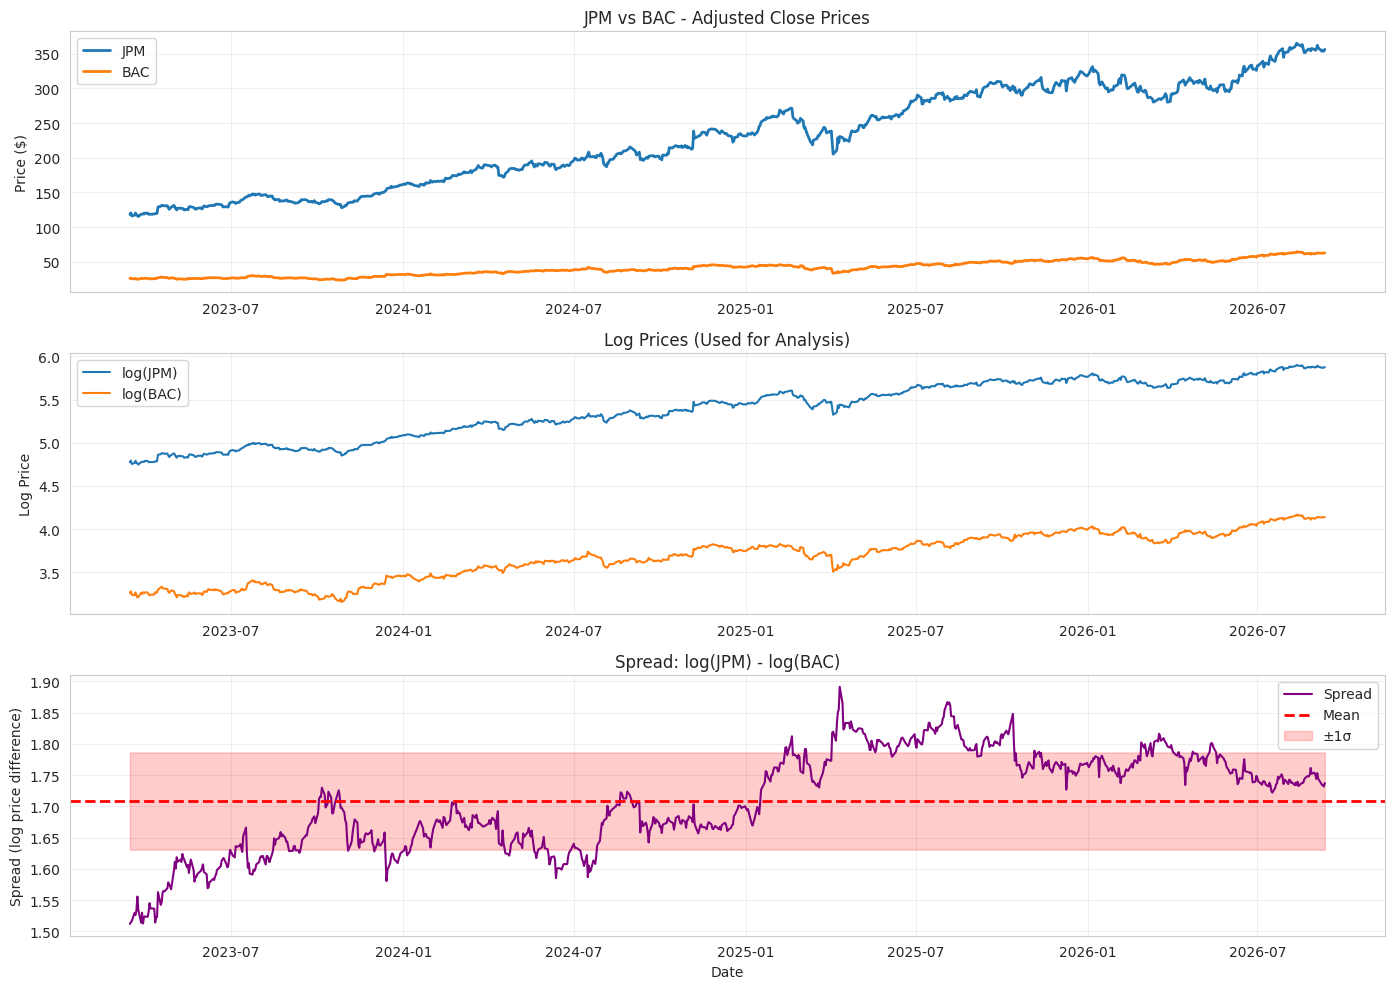 JPM vs BAC - Adjusted Close Prices
JPM
BAC
Price ($)
350
300
250
200
150
100
50
2023-07 2024-01 2024-07 2025-01 2025-07 2026-01 2026-07
Log Prices (Used for Analysis)
log(JPM)
log(BAC)
Log Price
6.0
5.5
5.0
4.5
4.0
3.5
2023-07 2024-01 2024-07 2025-01 2025-07 2026-01 2026-07
Spread: log(JPM) - log(BAC)
Spread
Mean
±1σ
Spread (log price difference)
1.90
1.85
1.80
1.75
1.70
1.65
1.60
1.55
1.50
2023-07 2024-01 2024-07 2025-01 2025-07 2026-01 2026-07
Date